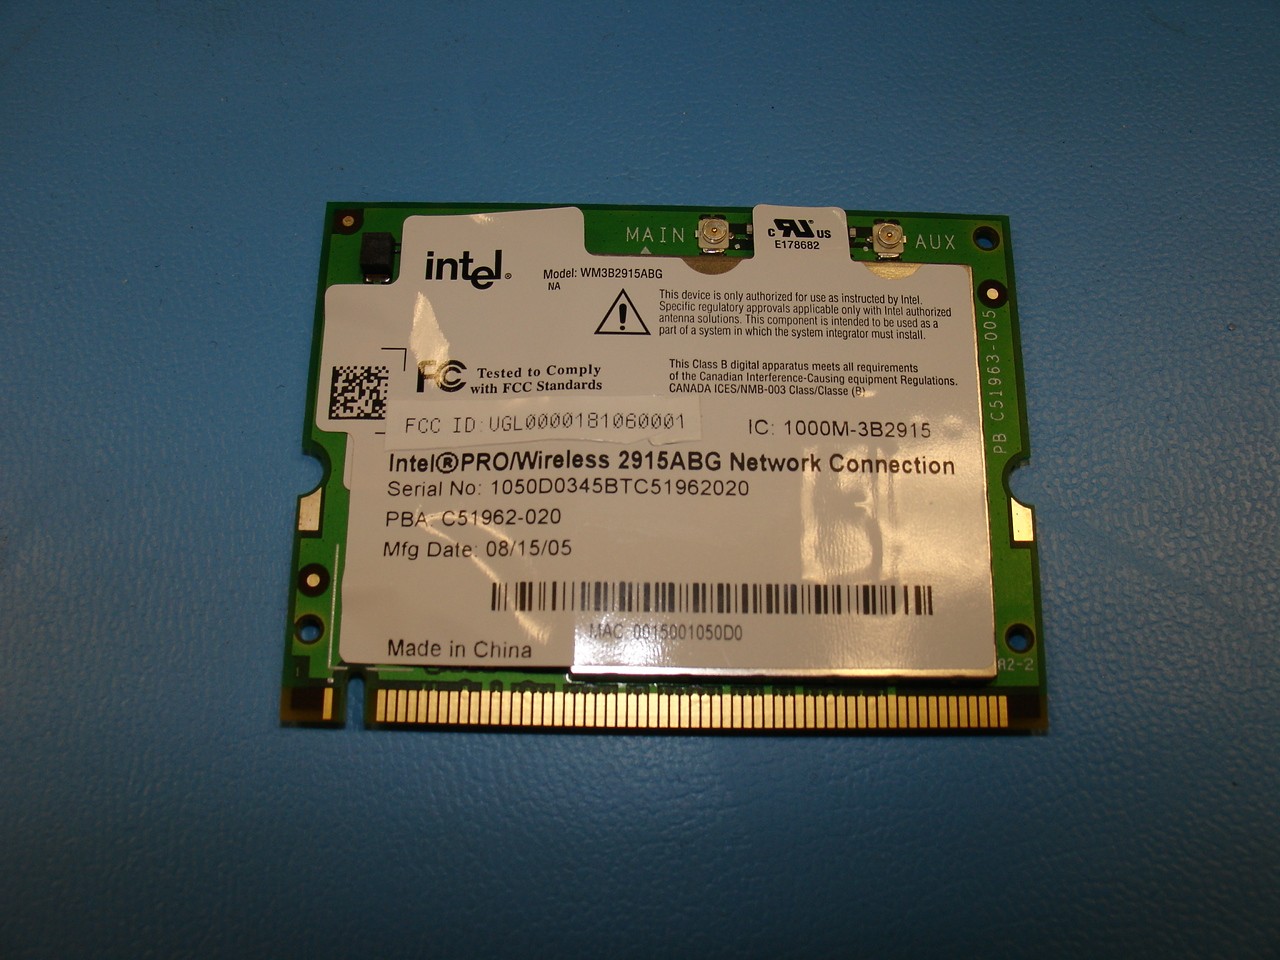 MAIN
AUX
c RU US
E178682
intel®
Model: WM3B2915ABG
NA
This device is only authorized for use as instructed by Intel.
Specific regulatory approvals applicable only with Intel authorized
antenna solutions. This component is intended to be used as a
part of a system in which the system integrator must install.
FC Tested to Comply
with FCC Standards
This Class B digital apparatus meets all requirements
of the Canadian Interference-Causing equipment Regulations.
CANADA ICES/NMB-003 Class/Classe (B)
FCC ID: UGL0000181060001
IC: 1000M-3B2915
Intel®PRO/Wireless 2915ABG Network Connection
Serial No: 1050D0345BTC51962020
PBA: C51962-020
Mfg Date: 08/15/05
MAC 0015001050D0
Made in China
PB C51963-005
A2-2
1